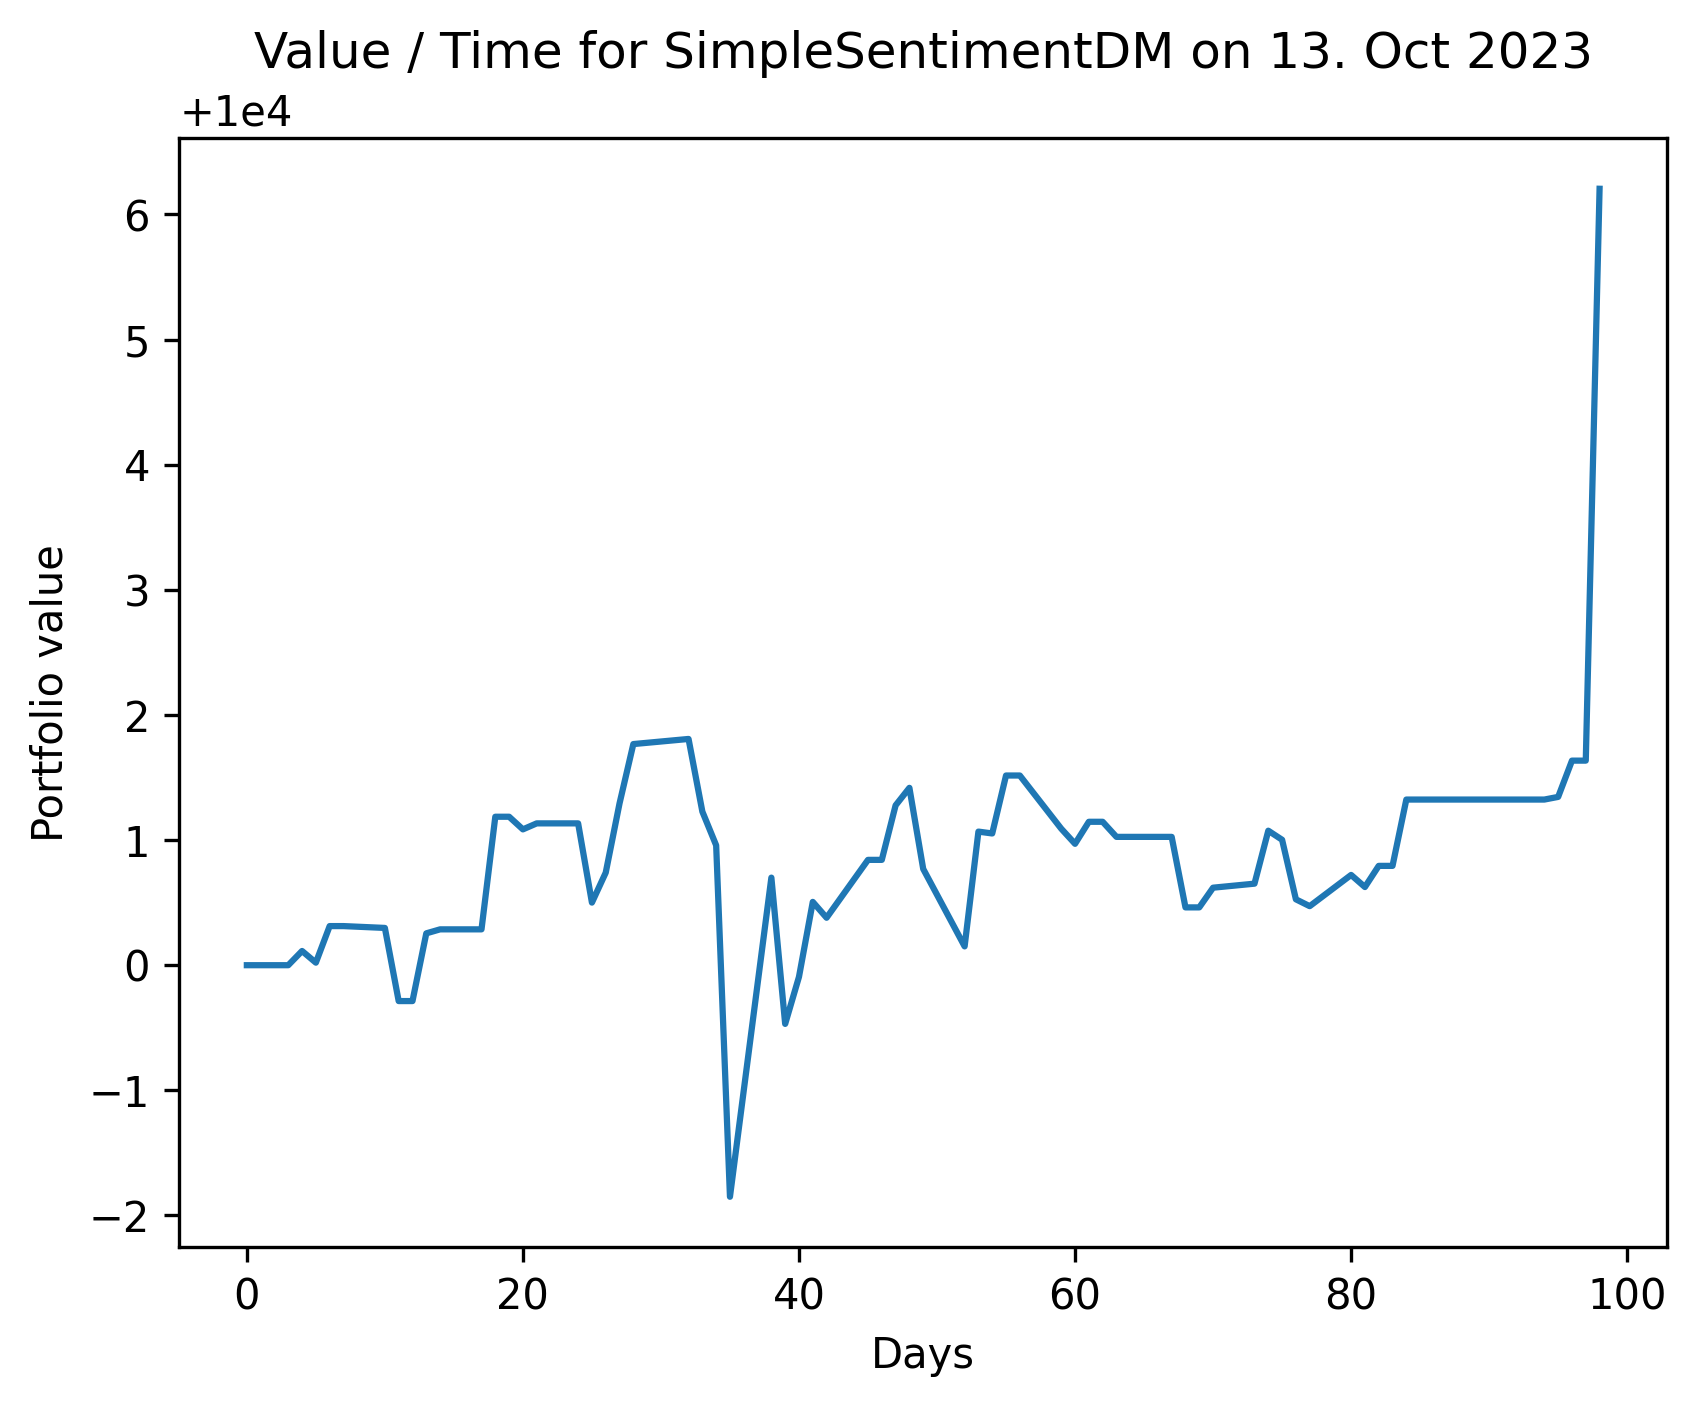 Value / Time for SimpleSentimentDM on 13. Oct 2023
+1e4
6
5
4
3
2
1
0
−1
−2
Portfolio value
0 20 40 60 80 100
Days